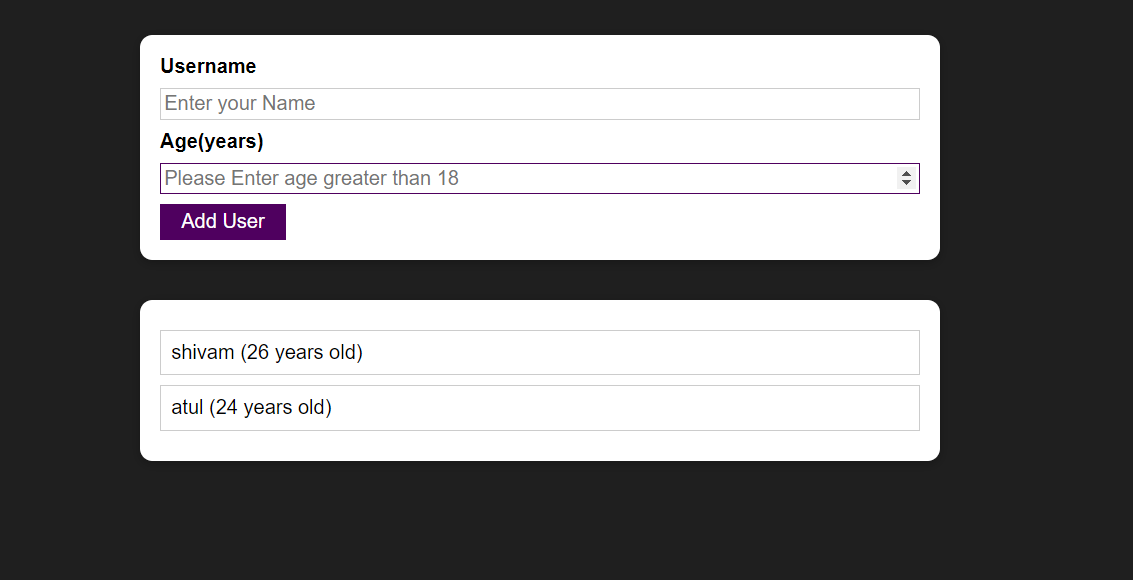 Username
Enter your Name
Age(years)
Please Enter age greater than 18
Add User
shivam (26 years old)
atul (24 years old)